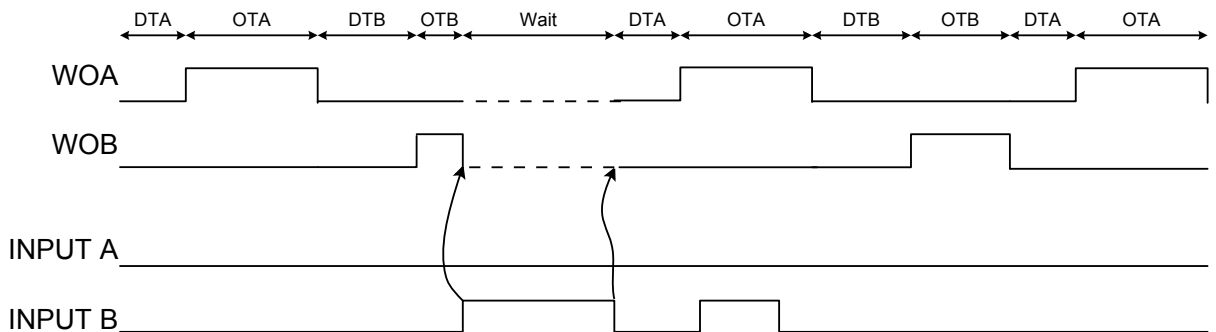 DTA OTA DTB OTB Wait DTA OTA DTB OTB DTA OTA
WOA
WOB
INPUT A
INPUT B